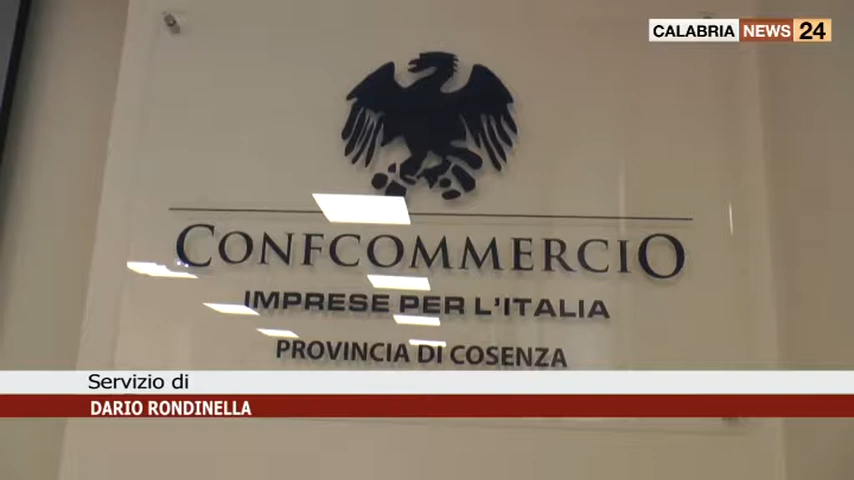 CALABRIA NEWS 24
CONFCOMMERCIO
IMPRESE PER L'ITALIA
PROVINCIA DI COSENZA
Servizio di
DARIO RONDINELLA